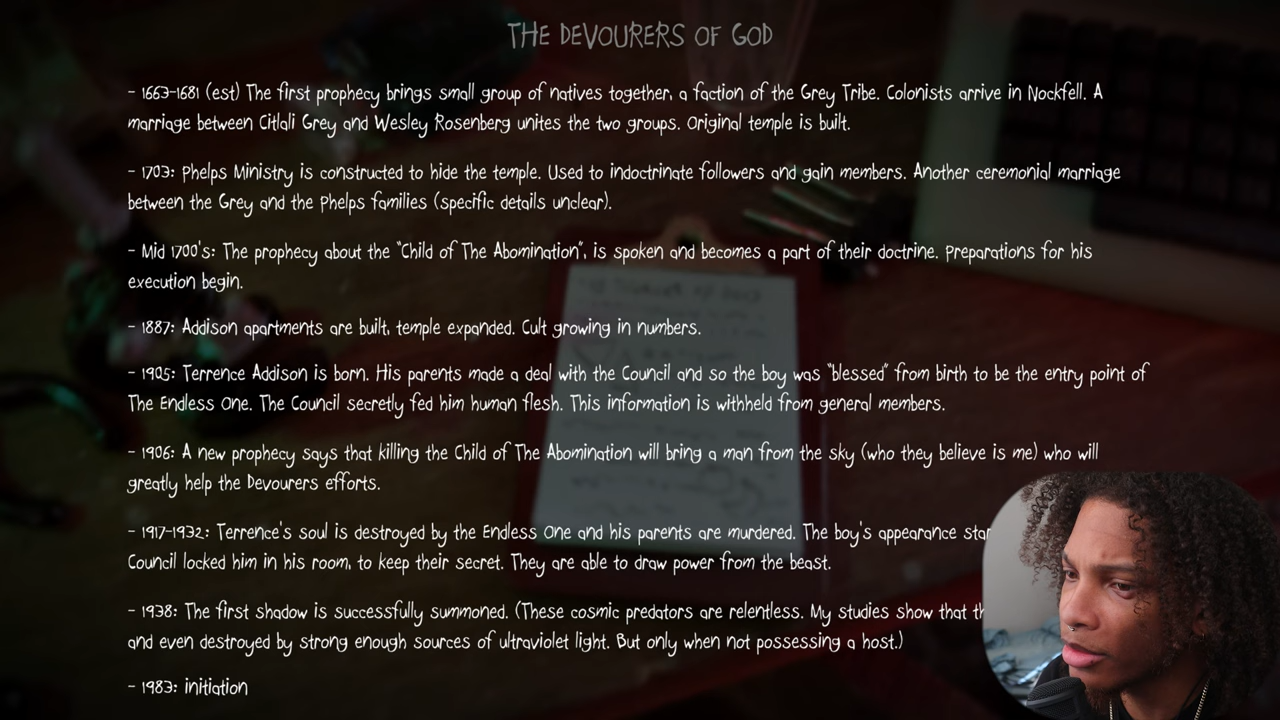 THE DEVOURERS OF GOD
- 1663-1681 (est) The first prophecy brings small group of natives together, a faction of the Grey Tribe. Colonists arrive in Nockfell. A
marriage between Citlali Grey and Wesley Rosenberg unites the two groups. Original temple is built.
- 1703: Phelps Ministry is constructed to hide the temple. Used to indoctrinate followers and gain members. Another ceremonial marriage
between the Grey and the Phelps families (specific details unclear).
- Mid 1700's: The prophecy about the "Child of The Abomination", is spoken and becomes a part of their doctrine. Preparations for his
execution begin.
- 1887: Addison apartments are built, temple expanded. Cult growing in numbers.
- 1905: Terrence Addison is born. His parents made a deal with the Council and so the boy was "blessed" from birth to be the entry point of
The Endless One. The Council secretly fed him human flesh. This information is withheld from general members.
- 1906: A new prophecy says that killing the Child of The Abomination will bring a man from the sky (who they believe is me) who will
greatly help the Devourers efforts.
- 1917-1932: Terrence's soul is destroyed by the Endless One and his parents are murdered. The boy's appearance
Council locked him in his room, to keep their secret. They are able to draw power from the beast.
- 1938: The first shadow is successfully summoned. (These cosmic predators are relentless. My studies show that
and even destroyed by strong enough sources of ultraviolet light. But only when not possessing a host.)
- 1983: initiation